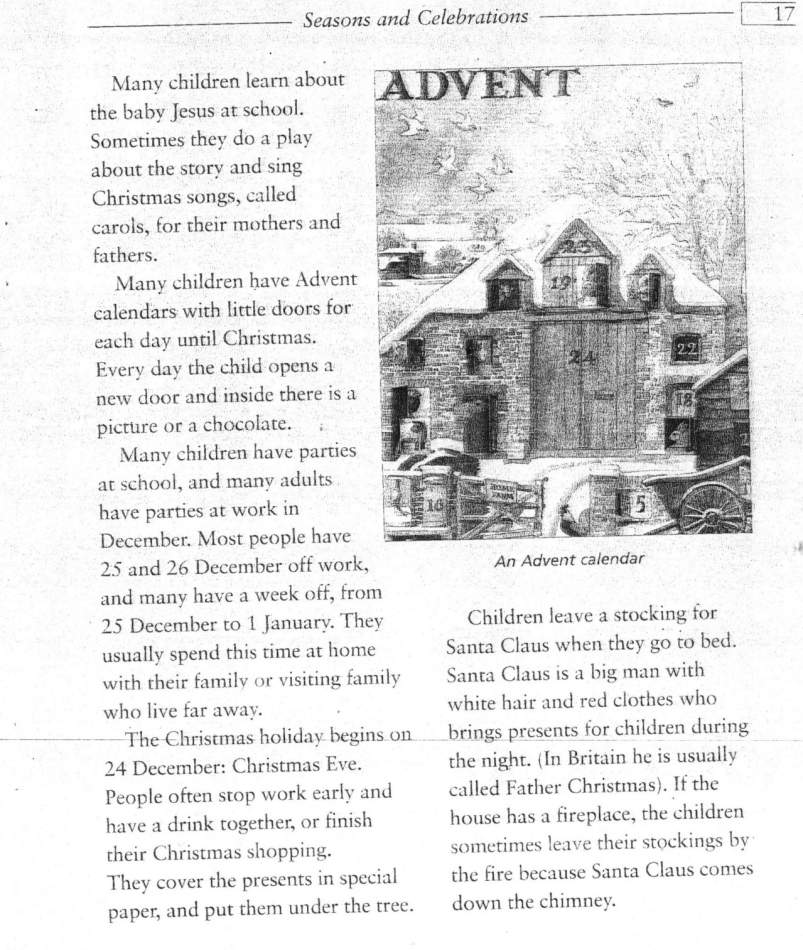 Seasons and Celebrations
17
Many children learn about
the baby Jesus at school.
Sometimes they do a play
about the story and sing
Christmas songs, called
carols, for their mothers and
fathers.
Many children have Advent
calendars with little doors for
each day until Christmas.
Every day the child opens a
new door and inside there is a
picture or a chocolate.
Many children have parties
at school, and many adults
have parties at work in
December. Most people have
25 and 26 December off work,
and many have a week off, from
25 December to 1 January. They
usually spend this time at home
with their family or visiting family
who live far away.
The Christmas holiday begins on
24 December: Christmas Eve.
People often stop work early and
have a drink together, or finish
their Christmas shopping.
They cover the presents in special
paper, and put them under the tree.
ADVENT
23
19
24
22
18
16
5
An Advent calendar
Children leave a stocking for
Santa Claus when they go to bed.
Santa Claus is a big man with
white hair and red clothes who
brings presents for children during
the night. (In Britain he is usually
called Father Christmas). If the
house has a fireplace, the children
sometimes leave their stockings by
the fire because Santa Claus comes
down the chimney.